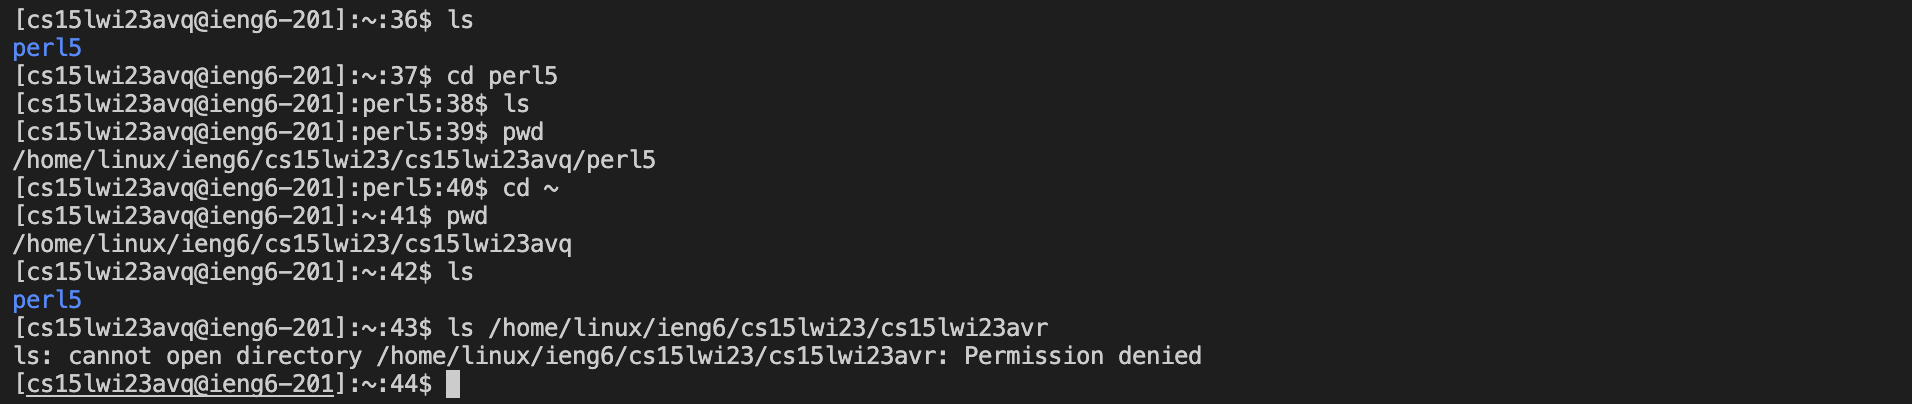 [cs15lwi23avq@ieng6-201]:~:36$ ls
perl5
[cs15lwi23avq@ieng6-201]:~:37$ cd perl5
[cs15lwi23avq@ieng6-201]:perl5:38$ ls
[cs15lwi23avq@ieng6-201]:perl5:39$ pwd
/home/linux/ieng6/cs15lwi23/cs15lwi23avq/perl5
[cs15lwi23avq@ieng6-201]:perl5:40$ cd ~
[cs15lwi23avq@ieng6-201]:~:41$ pwd
/home/linux/ieng6/cs15lwi23/cs15lwi23avq
[cs15lwi23avq@ieng6-201]:~:42$ ls
perl5
[cs15lwi23avq@ieng6-201]:~:43$ ls /home/linux/ieng6/cs15lwi23/cs15lwi23avr
ls: cannot open directory /home/linux/ieng6/cs15lwi23/cs15lwi23avr: Permission denied
[cs15lwi23avq@ieng6-201]:~:44$